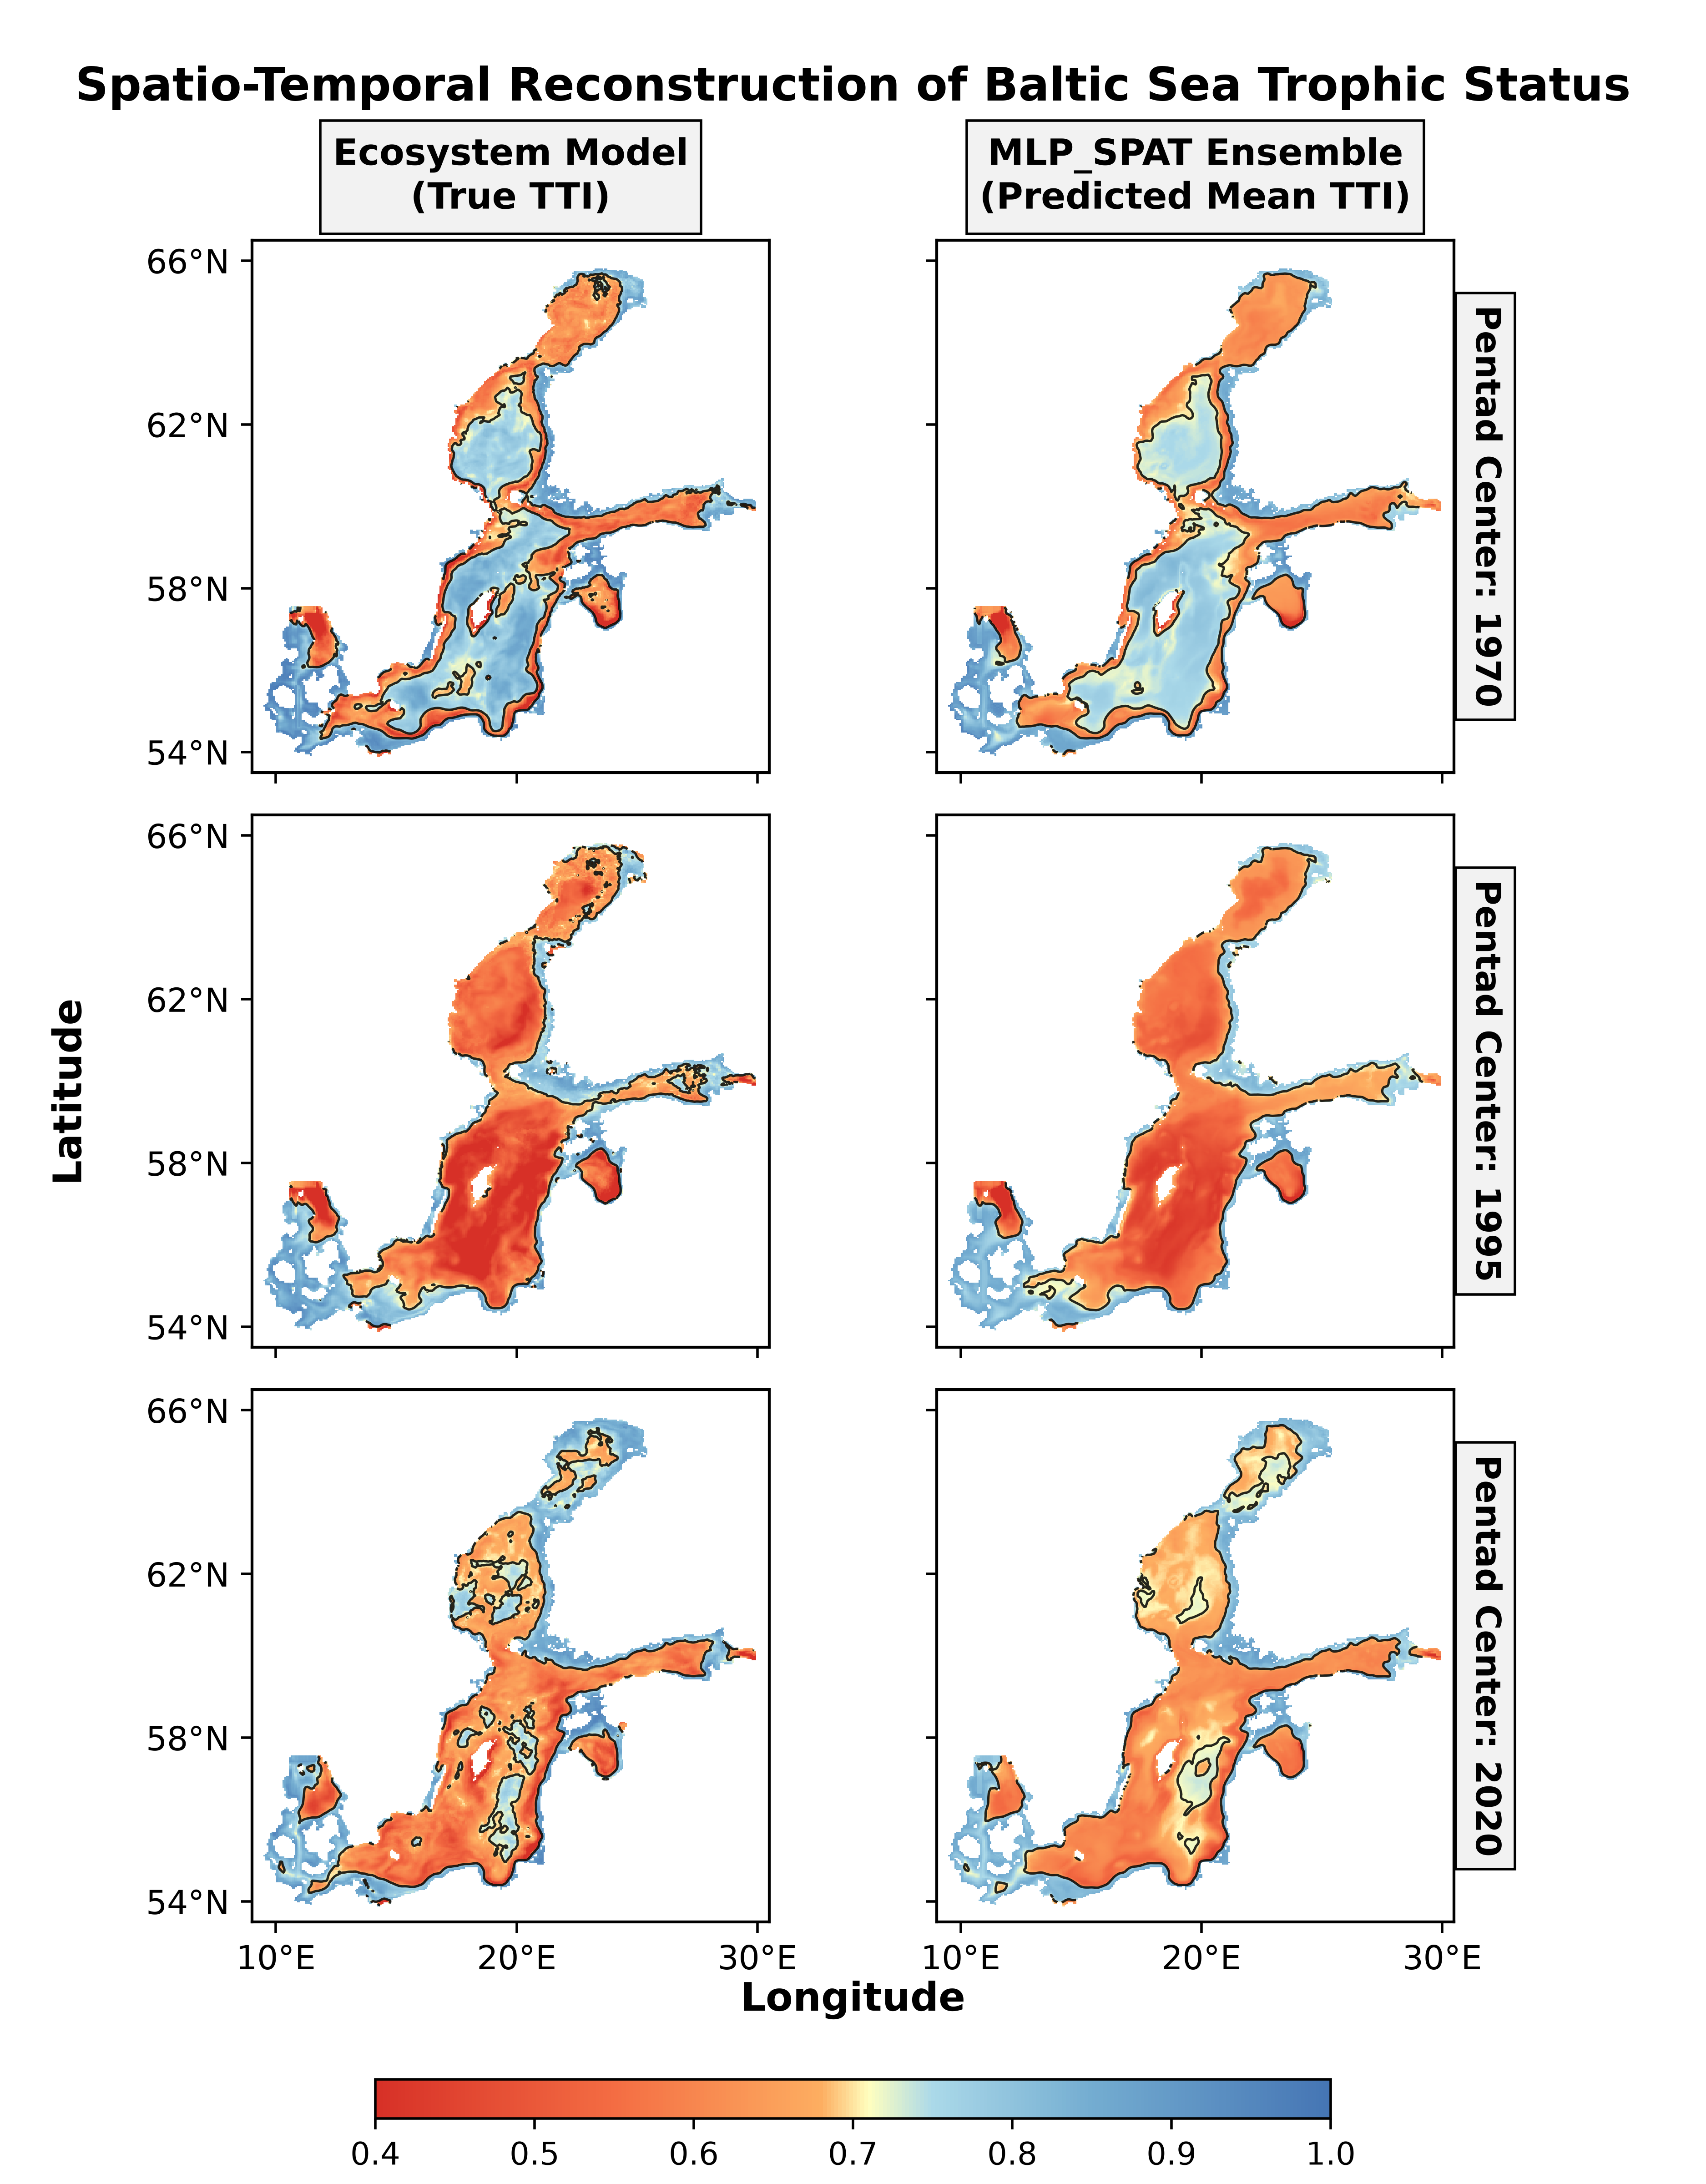 Spatio-Temporal Reconstruction of Baltic Sea Trophic Status
Ecosystem Model
(True TTI)
MLP_SPAT Ensemble
(Predicted Mean TTI)
66°N
62°N
58°N
54°N
Pentad Center: 1970
Latitude
66°N
62°N
58°N
54°N
Pentad Center: 1995
66°N
62°N
58°N
54°N
Pentad Center: 2020
10°E 20°E 30°E
10°E 20°E 30°E
Longitude
0.4 0.5 0.6 0.7 0.8 0.9 1.0